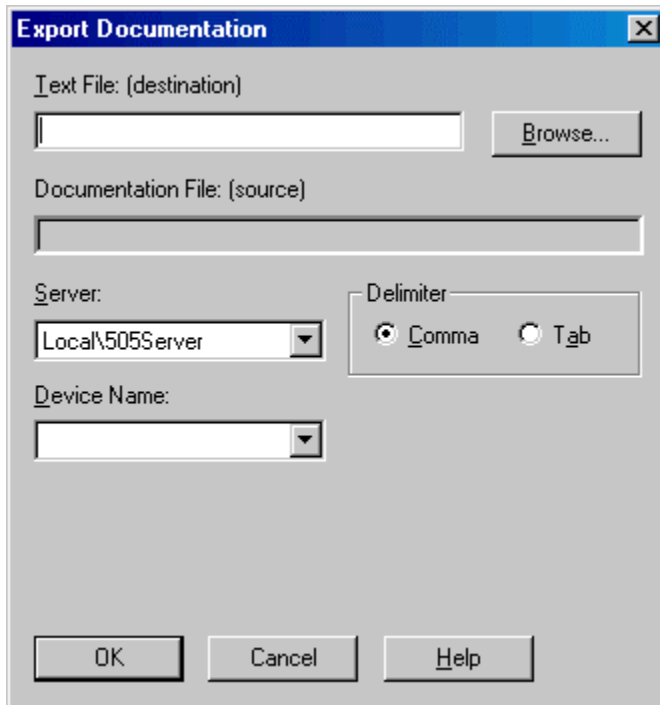 Export Documentation
Text File: (destination)
Browse...
Documentation File: (source)
Server:
Delimiter
Local\505Server
Comma
Tab
Device Name:
OK
Cancel
Help